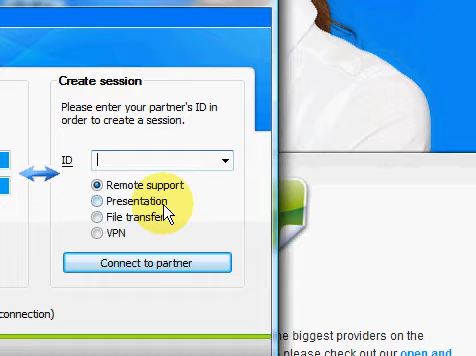 Create session
Please enter your partner's ID in
order to create a session.
ID
Remote support
Presentation
File transfer
VPN
Connect to partner
connection)
he biggest providers on the
please check out our open and